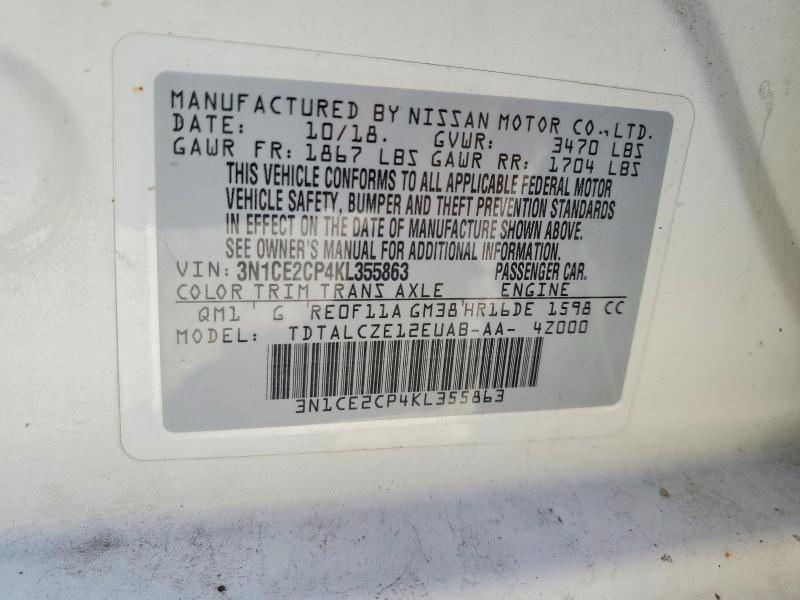 MANUFACTURED BY NISSAN MOTOR CO.,LTD.
DATE: 10/18. GVWR: 3470 LBS
GAWR FR: 1867 LBS GAWR RR: 1704 LBS
THIS VEHICLE CONFORMS TO ALL APPLICABLE FEDERAL MOTOR
VEHICLE SAFETY, BUMPER AND THEFT PREVENTION STANDARDS
IN EFFECT ON THE DATE OF MANUFACTURE SHOWN ABOVE.
SEE OWNER'S MANUAL FOR ADDITIONAL INFORMATION.
VIN: 3N1CE2CP4KL355863 PASSENGER CAR.
COLOR TRIM TRANS AXLE ENGINE
QM1 G RE0F11A GM38 HR16DE 1598 CC
MODEL: TDTALCZE12EUA8-AA- 4Z000
3N1CE2CP4KL355863